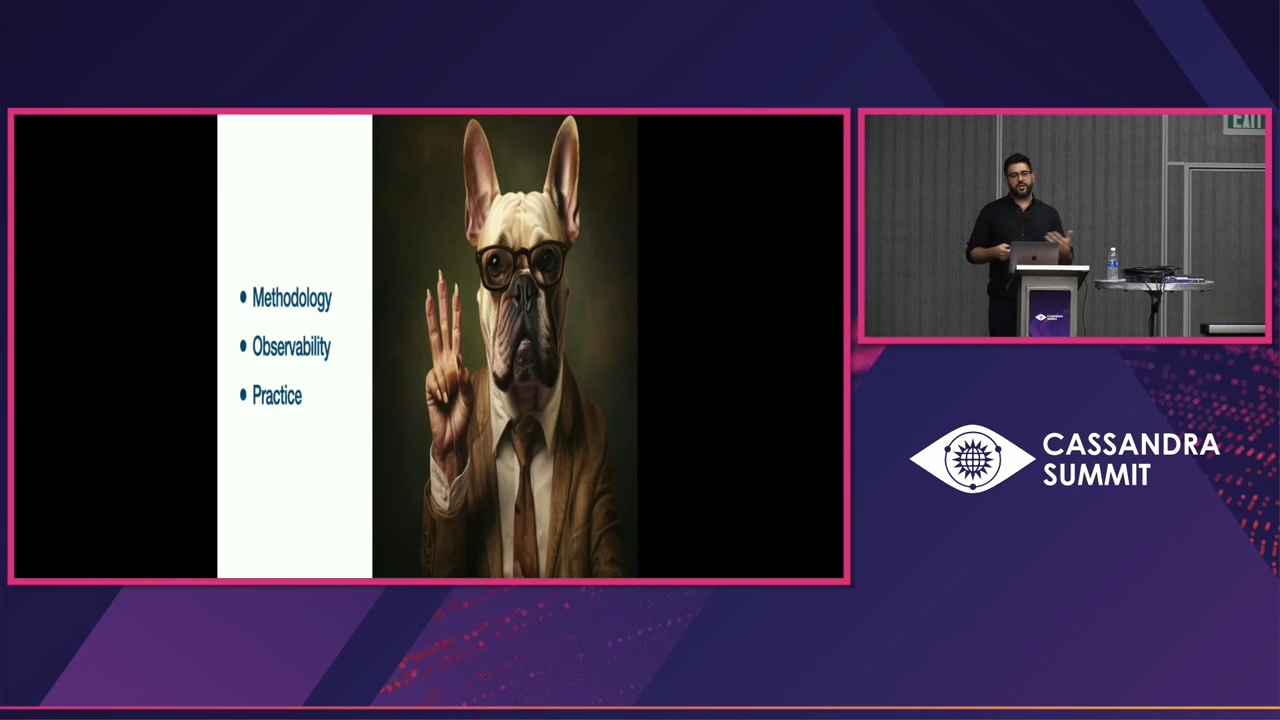 • Methodology
• Observability
• Practice
EXIT
CASSANDRA
SUMMIT